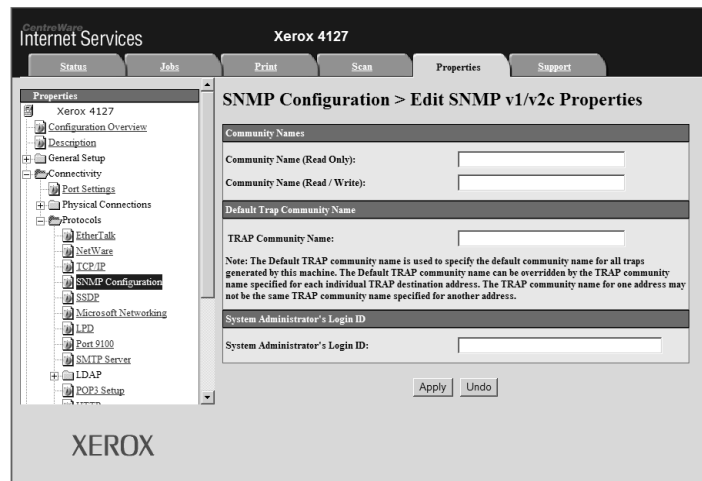 CentreWare
Internet Services
Xerox 4127
Status
Jobs
Print
Scan
Properties
Support
Properties
Xerox 4127
Configuration Overview
Description
General Setup
Connectivity
Port Settings
Physical Connections
Protocols
EtherTalk
NetWare
TCP/IP
SNMP Configuration
SSDP
Microsoft Networking
LPD
Port 9100
SMTP Server
LDAP
POP3 Setup
HTTP
XEROX
SNMP Configuration > Edit SNMP v1/v2c Properties
Community Names
Community Name (Read Only):
Community Name (Read / Write):
Default Trap Community Name
TRAP Community Name:
Note: The Default TRAP community name is used to specify the default community name for all traps
generated by this machine. The Default TRAP community name can be overridden by the TRAP community
name specified for each individual TRAP destination address. The TRAP community name for one address may
not be the same TRAP community name specified for another address.
System Administrator's Login ID
System Administrator's Login ID:
Apply
Undo